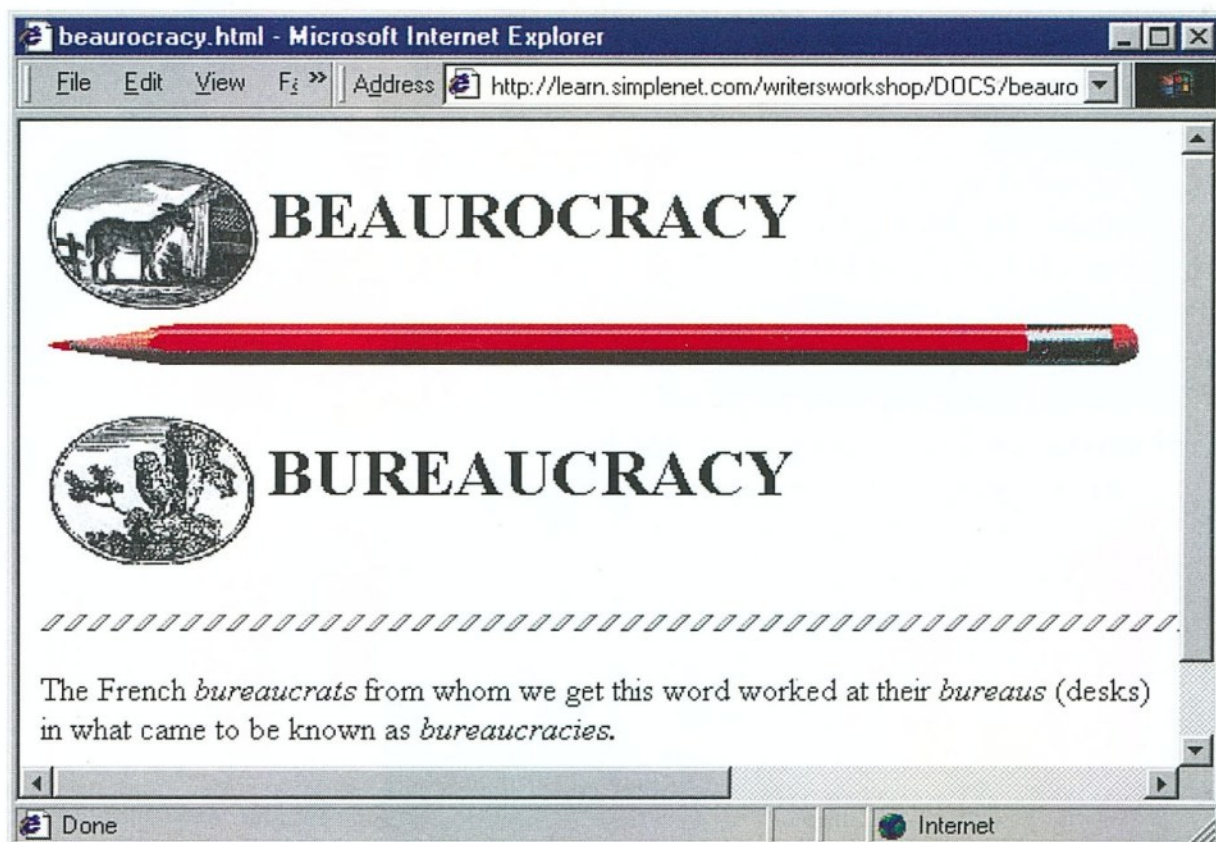 beaurocracy.html - Microsoft Internet Explorer
File Edit View Fa » Address http://learn.simplenet.com/writersworkshop/DOCS/beauro
BEAUROCRACY
BUREAUCRACY
The French bureaucrats from whom we get this word worked at their bureaus (desks)
in what came to be known as bureaucracies.
Done Internet